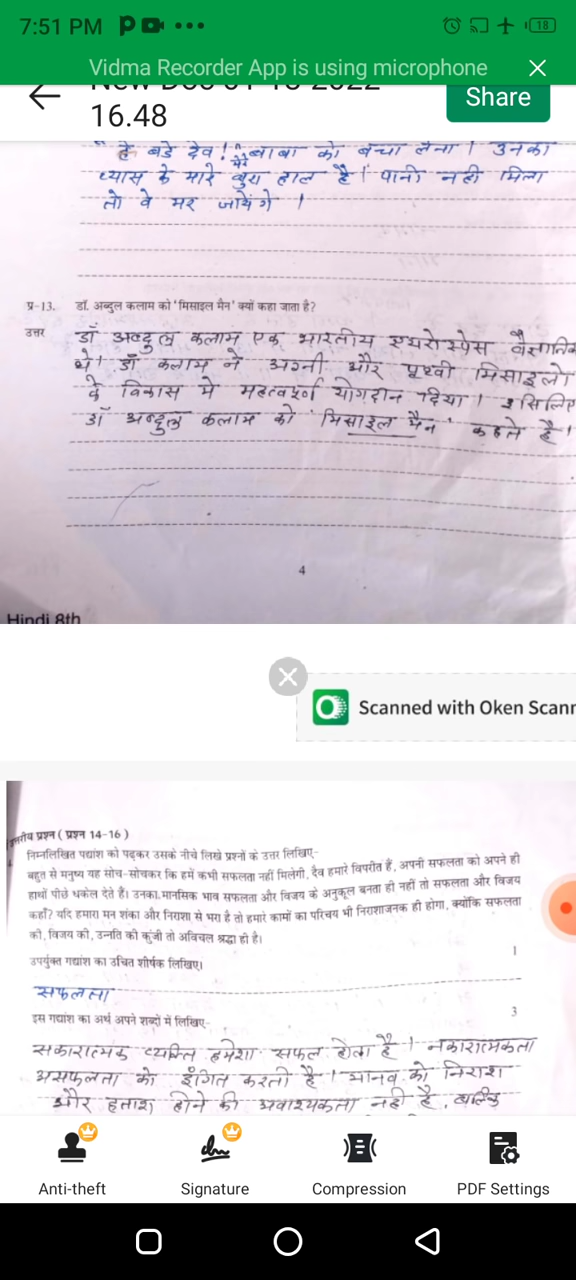 7:51 PM
18
Vidma Recorder App is using microphone
16.48
Share
हे बडे देव! मेरे बाबा को बचा लेना। उनका
प्यास के मारे बुरा हाल है। पानी नही मिला
तो वे मर जायेंगे।
प्र-13. डॉ. अब्दुल कलाम को 'मिसाइल मैन' क्यों कहा जाता है?
उत्तर
डॉ अब्दुल कलाम एक भारतीय एयरोस्पेस वैज्ञानिक
थे। डॉ कलाम ने अग्नी और पृथ्वी मिसाइलो
के विकास मे महत्वपूर्ण योगदान दिया। इसिलिए
डॉ अब्दुल कलाम को 'मिसाइल मैन' कहते है।
4
Hindi 8th
Scanned with Oken Scann
प्रश्न (प्रश्न 14-16)
निम्नलिखित पद्यांश को पढ़कर उसके नीचे लिखे प्रश्नों के उत्तर लिखिए-
बहुत से मनुष्य यह सोच-सोचकर कि हमें कभी सफलता नहीं मिलेगी, दैव हमारे विपरीत हैं, अपनी सफलता को अपने ही
हाथों पीछे धकेल देते हैं। उनका मानसिक भाव सफलता और विजय के अनुकूल बनता ही नहीं तो सफलता और विजय
कहाँ? यदि हमारा मन शंका और निराशा से भरा है तो हमारे कामों का परिचय भी निराशाजनक ही होगा, क्योंकि सफलता
की, विजय की, उन्नति की कुंजी तो अविचल श्रद्धा ही है।
उपर्युक्त गद्यांश का उचित शीर्षक लिखिए।
1
सफलता
इस गद्यांश का अर्थ अपने शब्दों में लिखिए-
3
सकारात्मक व्यक्ति हमेशा सफल होता है। नकारात्मकता
असफलता को इंगित करती है। मानव को निराश
और हताश होने की अवाश्यकता नही है, बल्कि
Anti-theft
Signature
Compression
PDF Settings